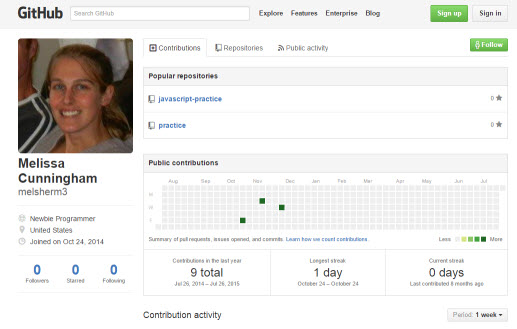 GitHub
Search GitHub
Explore Features Enterprise Blog
Sign up
Sign in
Contributions
Repositories
Public activity
Follow
Melissa
Cunningham
melsherm3
Newbie Programmer
United States
Joined on Oct 24, 2014
0
Followers
0
Starred
0
Following
Popular repositories
javascript-practice
0
practice
0
Public contributions
Aug Sep Oct Nov Dec Jan Feb Mar Apr May Jun Jul
M
W
F
Summary of pull requests, issues opened, and commits. Learn how we count contributions.
Less
More
Contributions in the last year
9 total
Jul 26, 2014 – Jul 26, 2015
Longest streak
1 day
October 24 – October 24
Current streak
0 days
Last contributed 8 months ago
Contribution activity
Period: 1 week